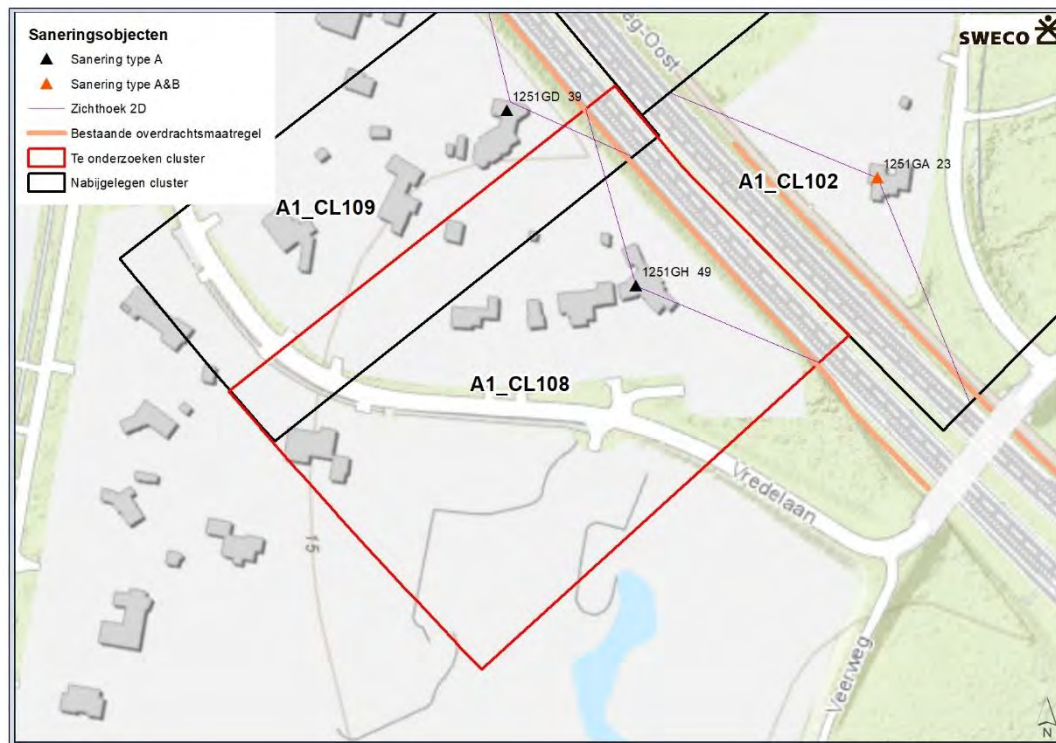 Saneringsobjecten
Sanering type A
Sanering type A&B
Zichthoek 2D
Bestaande overdrachtsmaatregel
Te onderzoeken cluster
Nabijgelegen cluster
SWECO
eg-Oost
1251GD 39
1251GA 23
A1_CL102
A1_CL109
1251GH 49
A1_CL108
Vredelaan
15
Veerweg
N